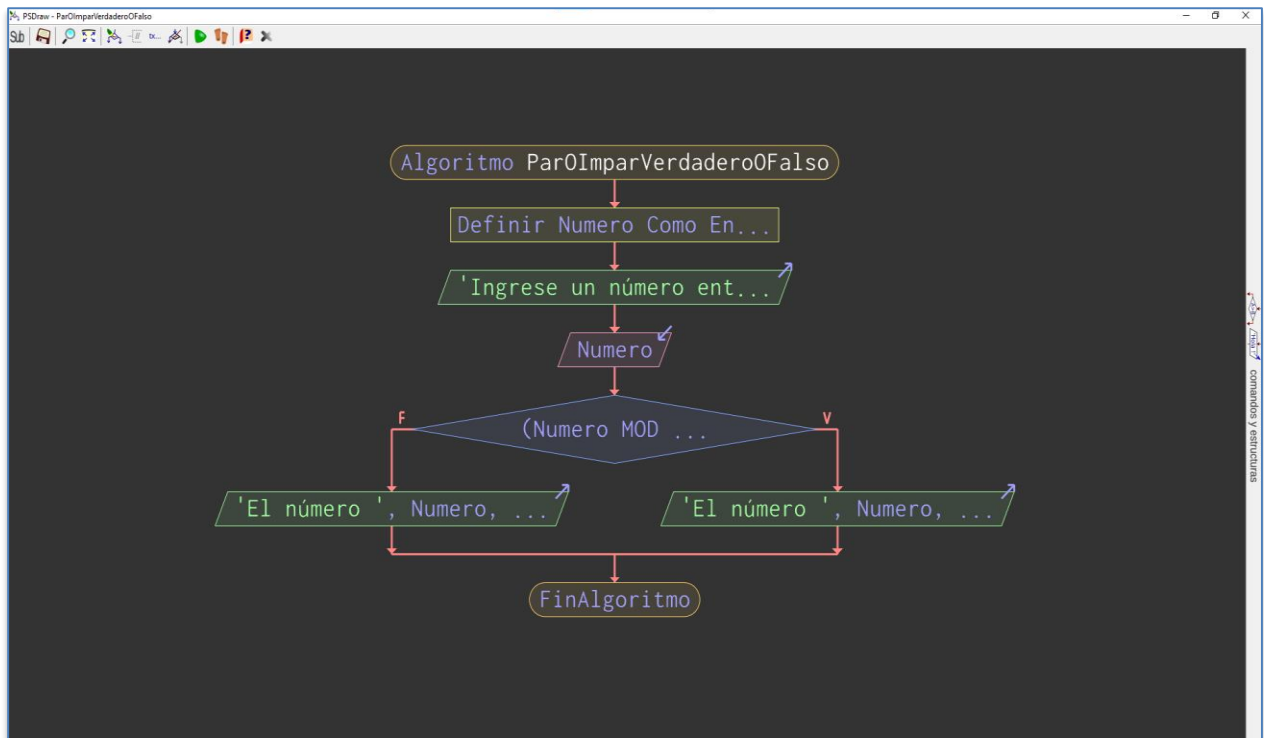 PSDraw - ParOImparVerdaderoOFalso
Sub
Algoritmo ParOImparVerdaderoOFalso
Definir Numero Como En...
'Ingrese un número ent...
Numero
(Numero MOD ...
F
V
'El número ', Numero, ...
'El número ', Numero, ...
FinAlgoritmo
comandos y estructuras